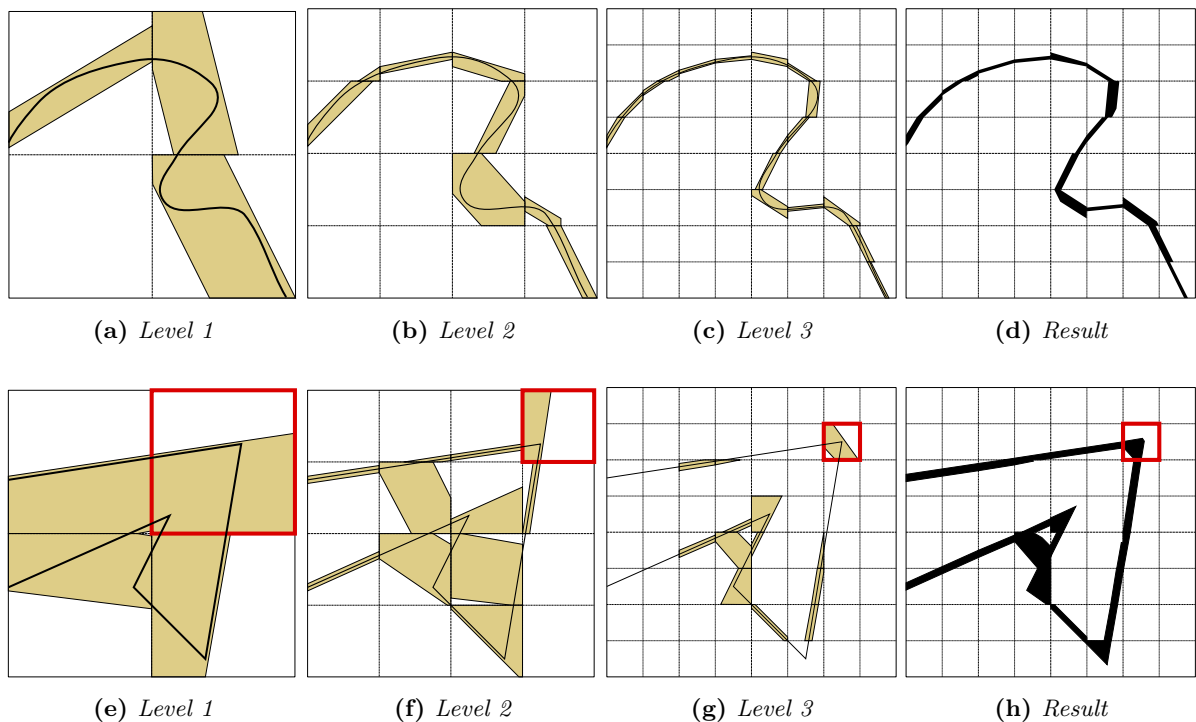 (a) Level 1
(b) Level 2
(c) Level 3
(d) Result
(e) Level 1
(f) Level 2
(g) Level 3
(h) Result